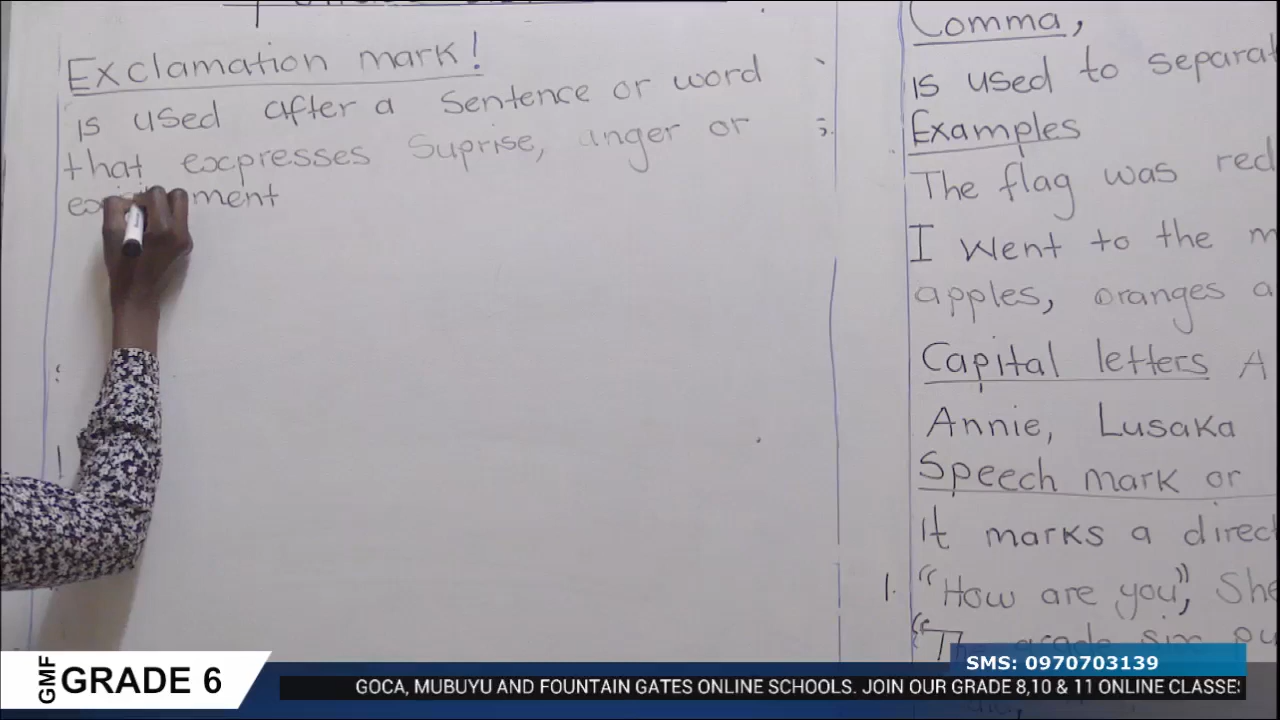 Exclamation mark!
is used after a sentence or word
that expresses Suprise, anger or
Comma,
is used to
Examples
The flag was red
I went to the
apples, oranges
Capital letters A
Annie, Lusaka
Speech mark or
It marks a
1. "How are you", She
SMS: 0970703139
GMF GRADE 6
GOCA, MUBUYU AND FOUNTAIN GATES ONLINE SCHOOLS. JOIN OUR GRADE 8,10 & 11 ONLINE CLASSES